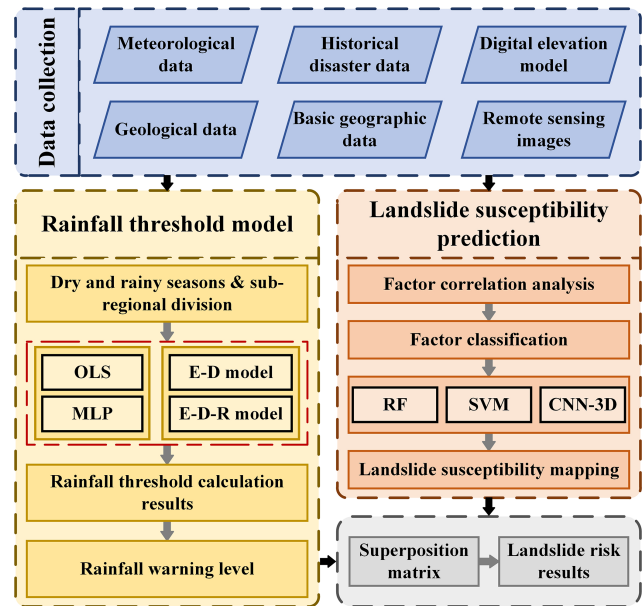 Data collection
Meteorological
data
Historical
disaster data
Digital elevation
model
Geological data
Basic geographic
data
Remote sensing
images
Rainfall threshold model
Dry and rainy seasons & sub-
regional division
OLS
MLP
E-D model
E-D-R model
Rainfall threshold calculation
results
Rainfall warning level
Landslide susceptibility
prediction
Factor correlation analysis
Factor classification
RF
SVM
CNN-3D
Landslide susceptibility mapping
Superposition
matrix
Landslide risk
results